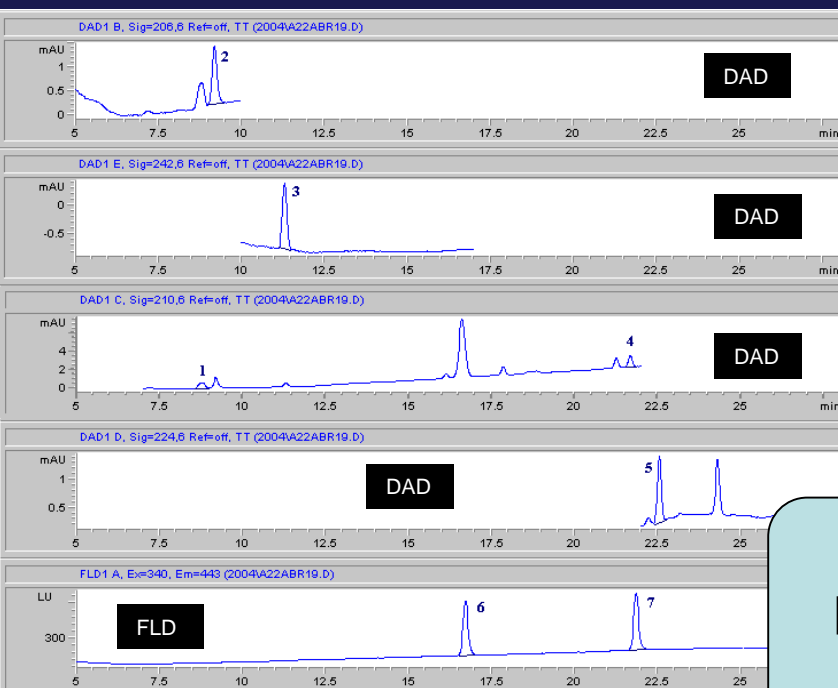 DAD1 B, Sig=206,6 Ref=off, TT (2004\A22ABR19.D)
mAU
1
0.5
0
2
DAD
5 7.5 10 12.5 15 17.5 20 22.5 25 min
DAD1 E, Sig=242,6 Ref=off, TT (2004\A22ABR19.D)
mAU
0
-0.5
3
DAD
5 7.5 10 12.5 15 17.5 20 22.5 25 min
DAD1 C, Sig=210,6 Ref=off, TT (2004\A22ABR19.D)
mAU
4
2
0
1
4
DAD
5 7.5 10 12.5 15 17.5 20 22.5 25 min
DAD1 D, Sig=224,6 Ref=off, TT (2004\A22ABR19.D)
mAU
1
0.5
DAD
5
5 7.5 10 12.5 15 17.5 20 22.5 25
FLD1 A, Ex=340, Em=443 (2004\A22ABR19.D)
LU
300
FLD
6
7
5 7.5 10 12.5 15 17.5 20 22.5 25